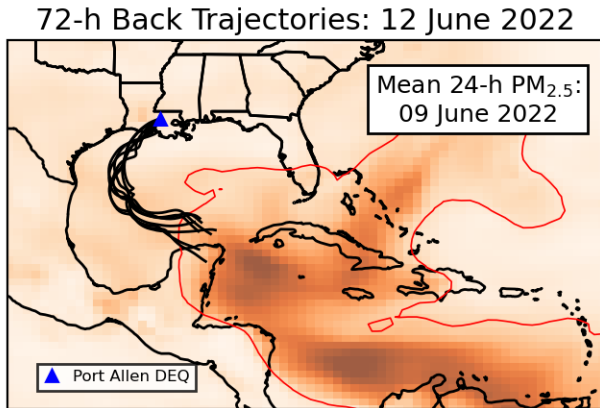 72-h Back Trajectories: 12 June 2022
Mean 24-h PM₂.₅:
09 June 2022
Port Allen DEQ